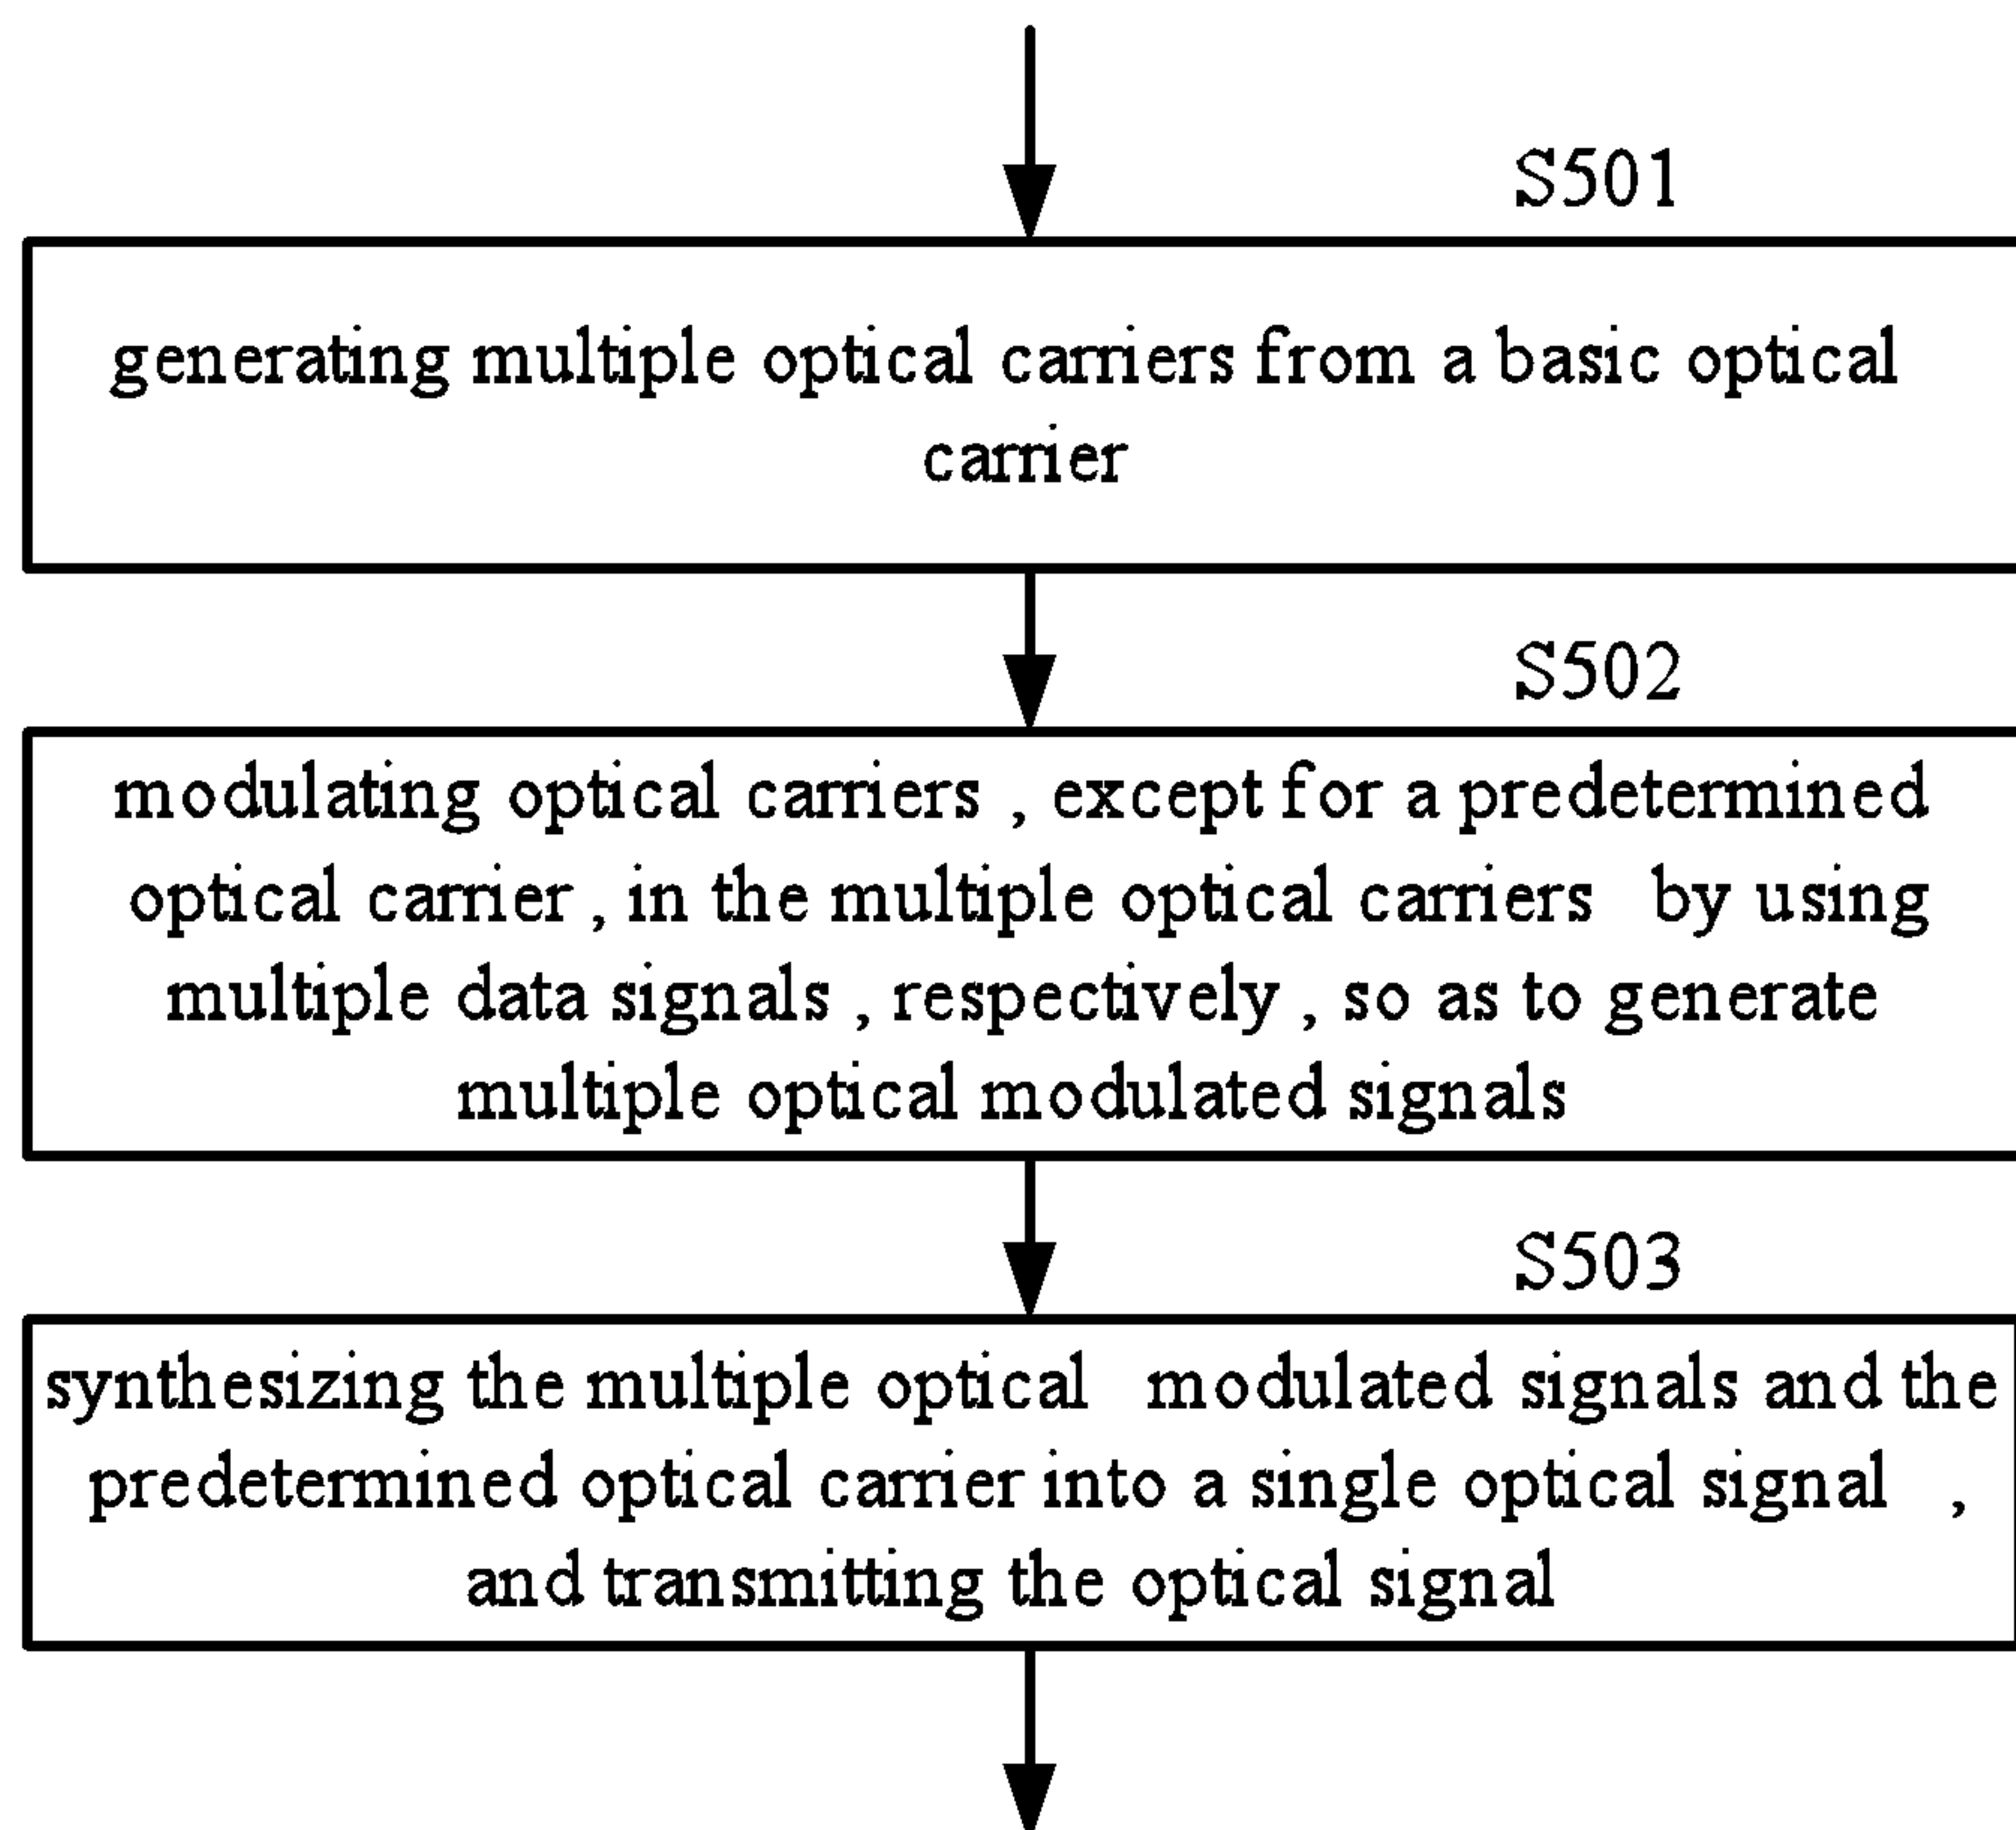 S501
generating multiple optical carriers from a basic optical
carrier
S502
modulating optical carriers , except for a predetermined
optical carrier , in the multiple optical carriers by using
multiple data signals , respectively , so as to generate
multiple optical modulated signals
S503
synthesizing the multiple optical modulated signals and the
predetermined optical carrier into a single optical signal ,
and transmitting the optical signal